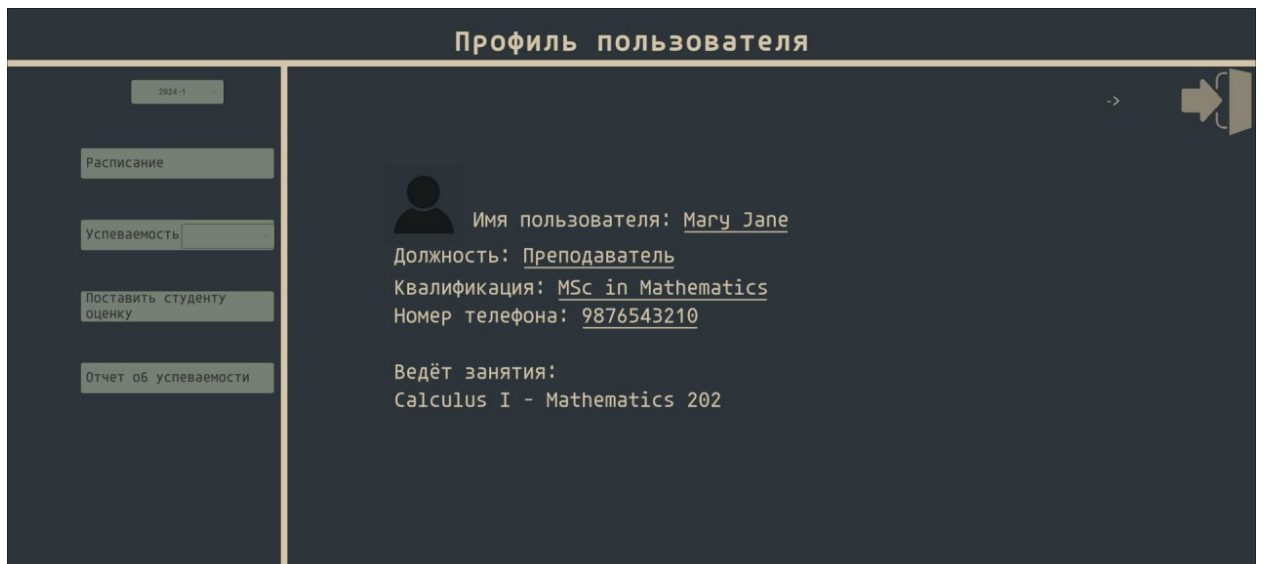 Профиль пользователя
2024-1
->
Расписание
Успеваемость
Поставить студенту
оценку
Отчет об успеваемости
Имя пользователя: Mary Jane
Должность: Преподаватель
Квалификация: MSc in Mathematics
Номер телефона: 9876543210
Ведёт занятия:
Calculus I - Mathematics 202